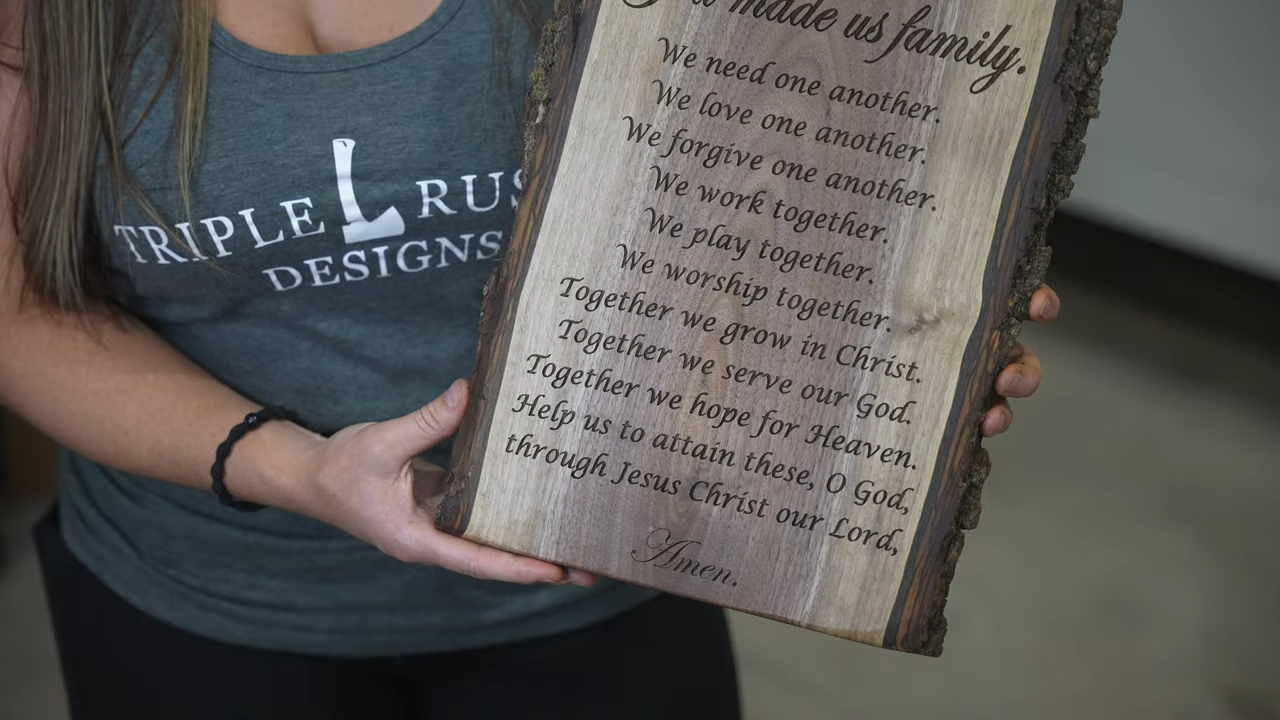 TRIPLE L RUS
DESIGNS
made us family.
We need one another.
We love one another.
We forgive one another.
We work together.
We play together.
We worship together.
Together we grow in Christ.
Together we serve our God.
Together we hope for Heaven.
Help us to attain these, O God,
through Jesus Christ our Lord,
Amen.